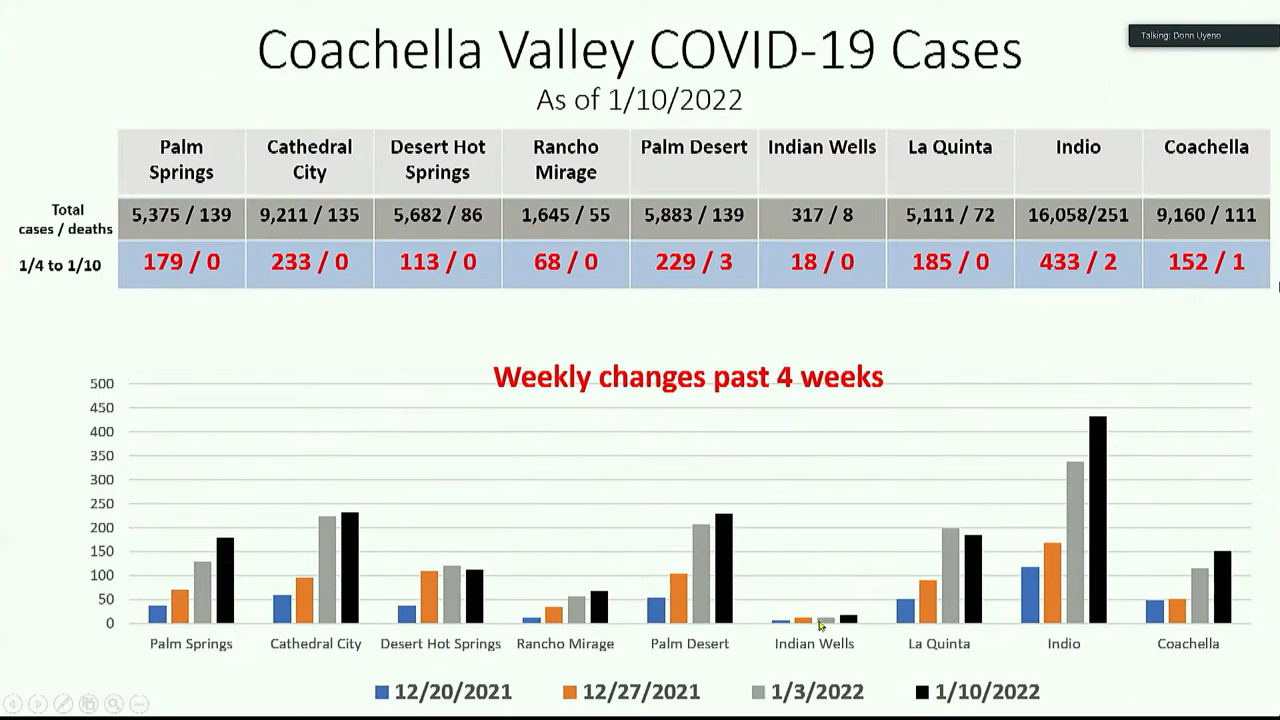 Coachella Valley COVID-19 Cases
Talking: Donn Uyeno
As of 1/10/2022
Palm Springs Cathedral City Desert Hot Springs Rancho Mirage Palm Desert Indian Wells La Quinta Indio Coachella
Total cases / deaths 5,375 / 139 9,211 / 135 5,682 / 86 1,645 / 55 5,883 / 139 317 / 8 5,111 / 72 16,058/251 9,160 / 111
1/4 to 1/10 179 / 0 233 / 0 113 / 0 68 / 0 229 / 3 18 / 0 185 / 0 433 / 2 152 / 1
Weekly changes past 4 weeks
500
450
400
350
300
250
200
150
100
50
0
Palm Springs Cathedral City Desert Hot Springs Rancho Mirage Palm Desert Indian Wells La Quinta Indio Coachella
12/20/2021 12/27/2021 1/3/2022 1/10/2022